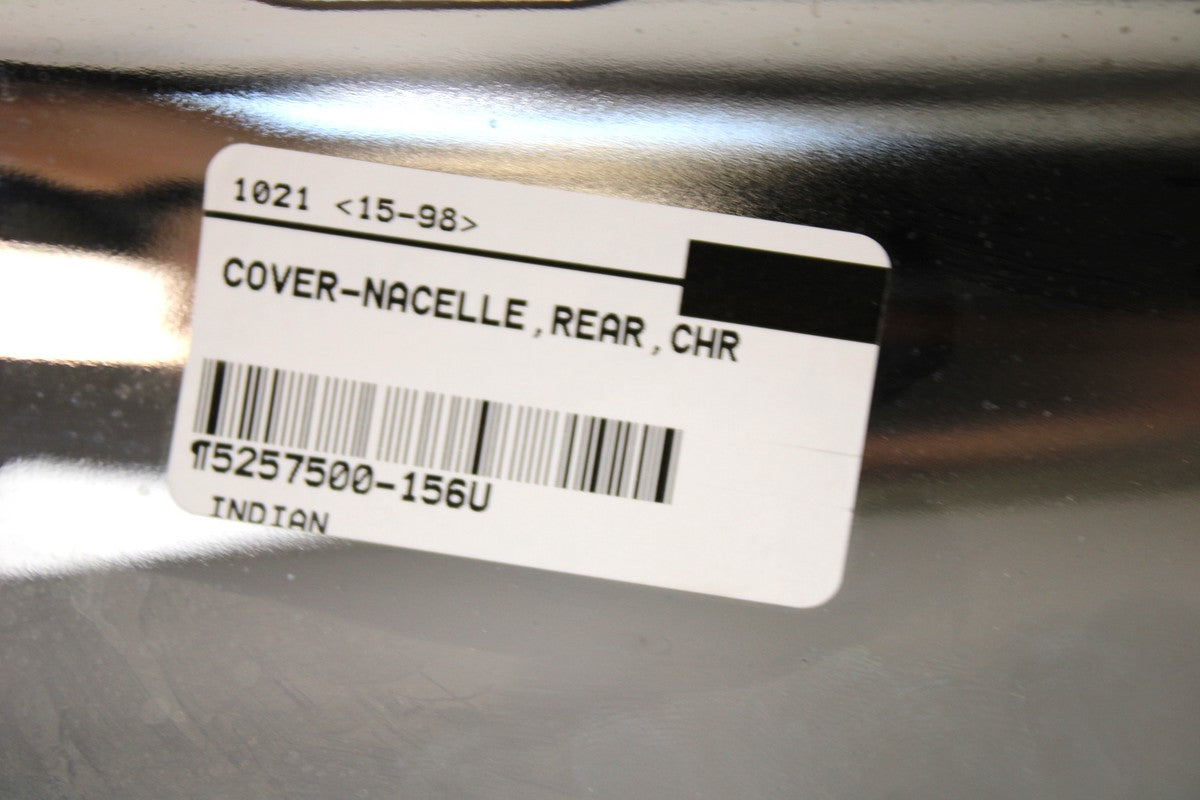 1021 <15-98>
COVER-NACELLE,REAR,CHR
¶5257500-156U
INDIAN